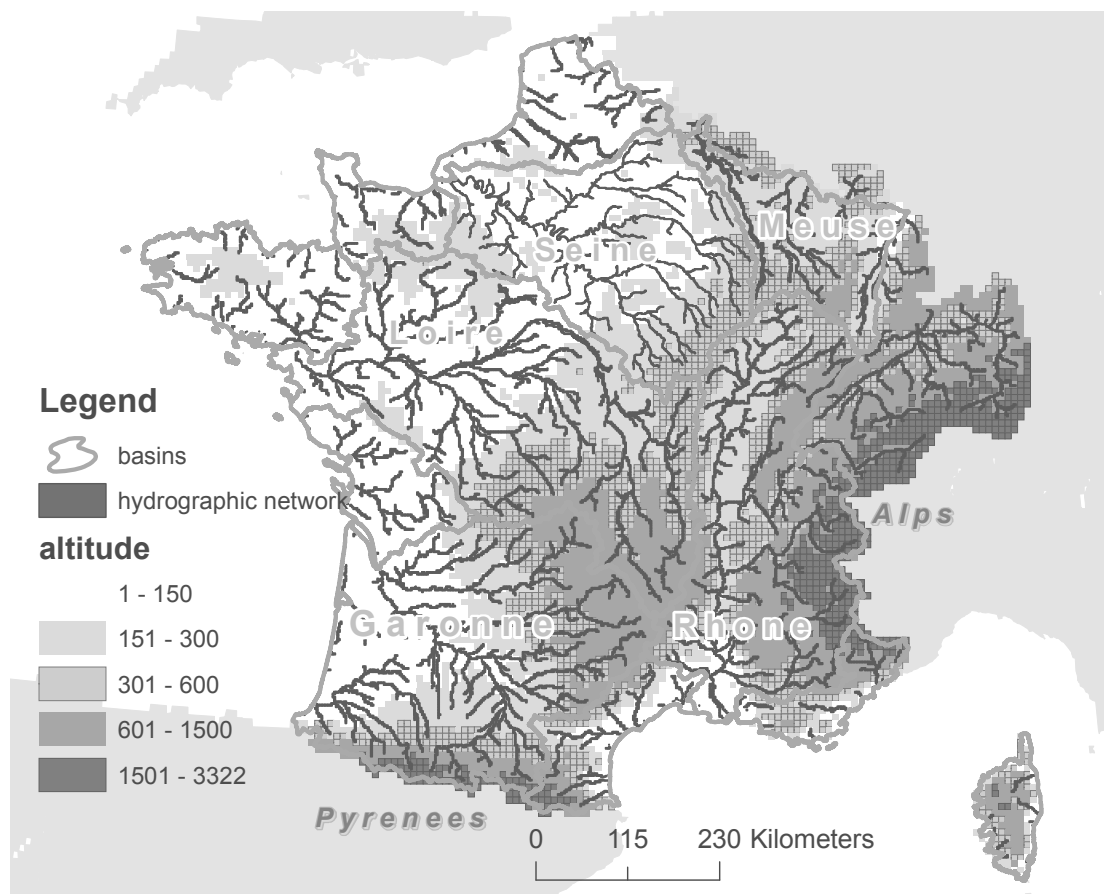 Meuse
Seine
Loire
Legend
basins
hydrographic network
Alps
altitude
1 - 150
151 - 300
Garonne
Rhone
301 - 600
601 - 1500
1501 - 3322
Pyrenees
0 115 230 Kilometers